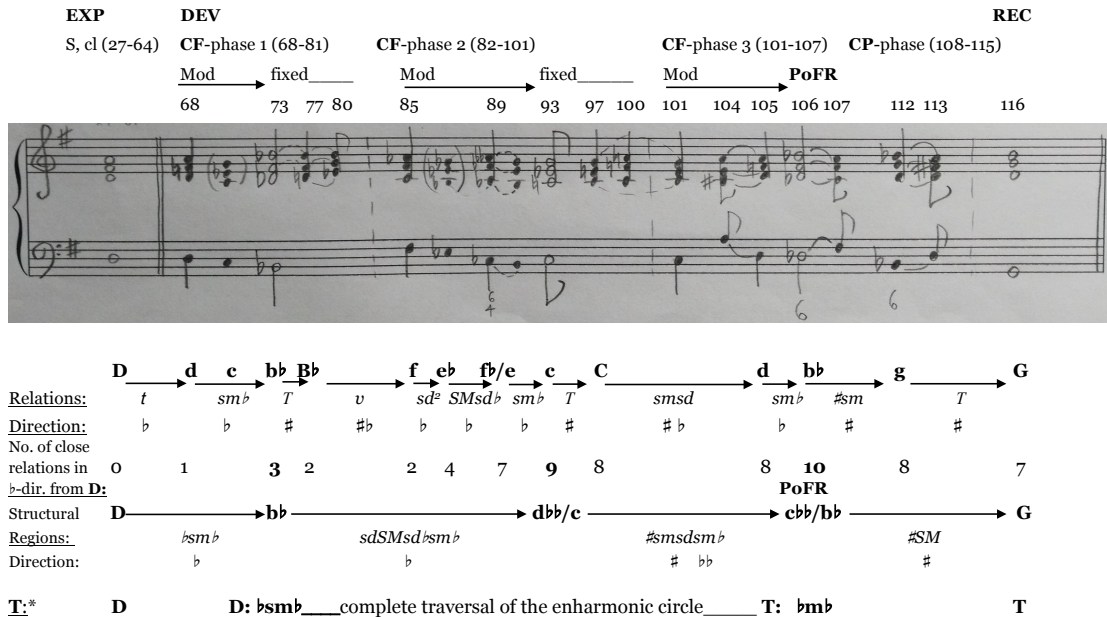 EXP DEV REC
S, cl (27-64) CF-phase 1 (68-81) CF-phase 2 (82-101) CF-phase 3 (101-107) CP-phase (108-115)
Mod fixed____ Mod fixed_____ Mod PoFR
68 73 77 80 85 89 93 97 100 101 104 105 106 107 112 113 116
6 4 6 6
D d c b♭ B♭ f e♭ f♭/e c C d b♭ g G
Relations: t sm♭ T v sd² SMsd♭ sm♭ T smsd sm♭ ♯sm T
Direction: ♭ ♭ ♯ ♯♭ ♭ ♭ ♭ ♯ ♯ ♭ ♭ ♯ ♯
No. of close
relations in 0 1 3 2 2 4 7 9 8 8 10 8 7
♭-dir. from D: PoFR
Structural D b♭ d♭♭/c c♭♭/b♭ G
Regions: ♭sm♭ sdSMsd♭sm♭ ♯smsdsm♭ ♯SM
Direction: ♭ ♭ ♯ ♭♭ ♯
T:* D D: ♭sm♭____complete traversal of the enharmonic circle_____ T: ♭m♭ T